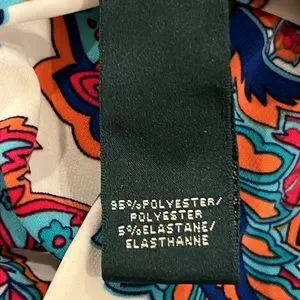 95%POLYESTER/
POLYESTER
5%ELASTANE/
ELASTHANNE